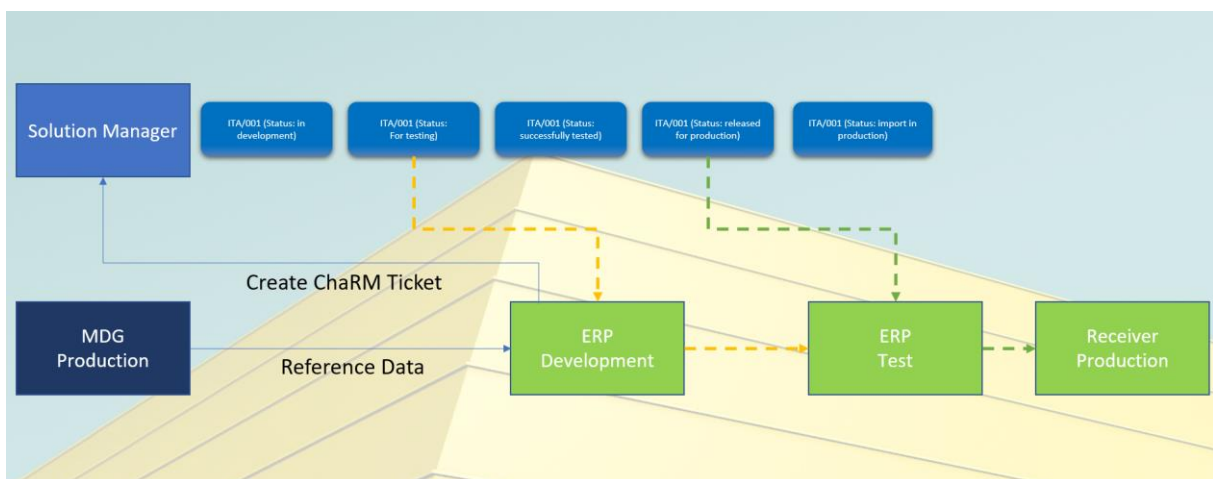 Solution Manager
ITA/001 (Status: in
development)
ITA/001 (Status:
For testing)
ITA/001 (Status:
successfully tested)
ITA/001 (Status: released
for production)
ITA/001 (Status: import in
production)
Create ChaRM Ticket
MDG
Production
Reference Data
ERP
Development
ERP
Test
Receiver
Production